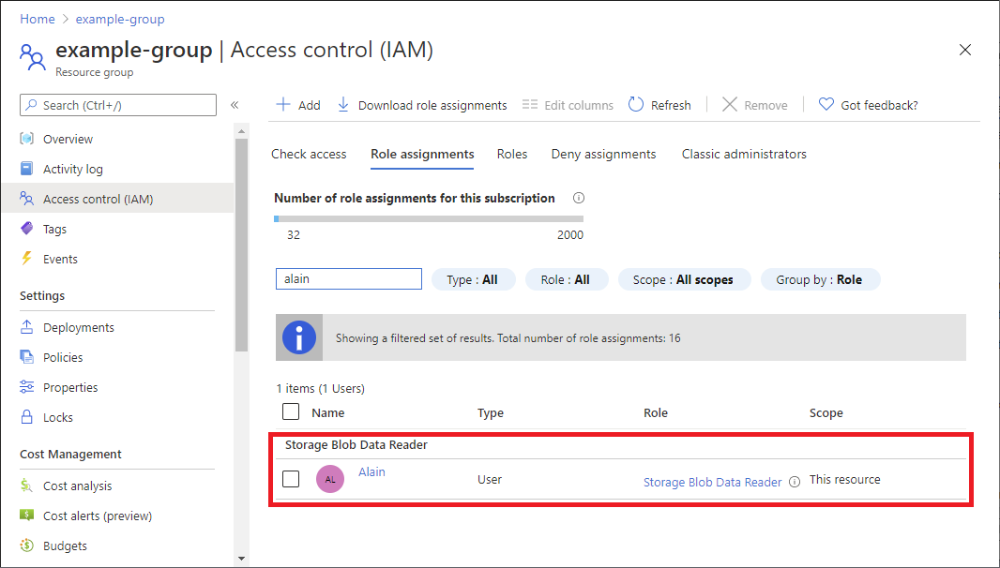 Home > example-group
example-group | Access control (IAM)
Resource group
Search (Ctrl+/)
«
Overview
Activity log
Access control (IAM)
Tags
Events
Settings
Deployments
Policies
Properties
Locks
Cost Management
Cost analysis
Cost alerts (preview)
Budgets
Add Download role assignments Edit columns Refresh Remove Got feedback?
Check access Role assignments Roles Deny assignments Classic administrators
Number of role assignments for this subscription
32 2000
alain Type : All Role : All Scope : All scopes Group by : Role
Showing a filtered set of results. Total number of role assignments: 16
1 items (1 Users)
Name Type Role Scope
Storage Blob Data Reader
AL Alain User Storage Blob Data Reader This resource